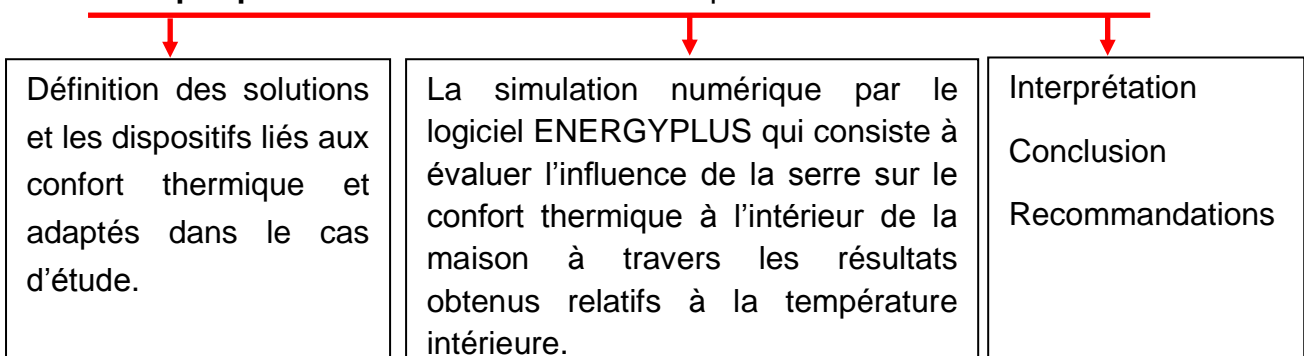 Définition des solutions
et les dispositifs liés aux
confort thermique et
adaptés dans le cas
d’étude.
La simulation numérique par le
logiciel ENERGYPLUS qui consiste à
évaluer l’influence de la serre sur le
confort thermique à l’intérieur de la
maison à travers les résultats
obtenus relatifs à la température
intérieure.
Interprétation
Conclusion
Recommandations